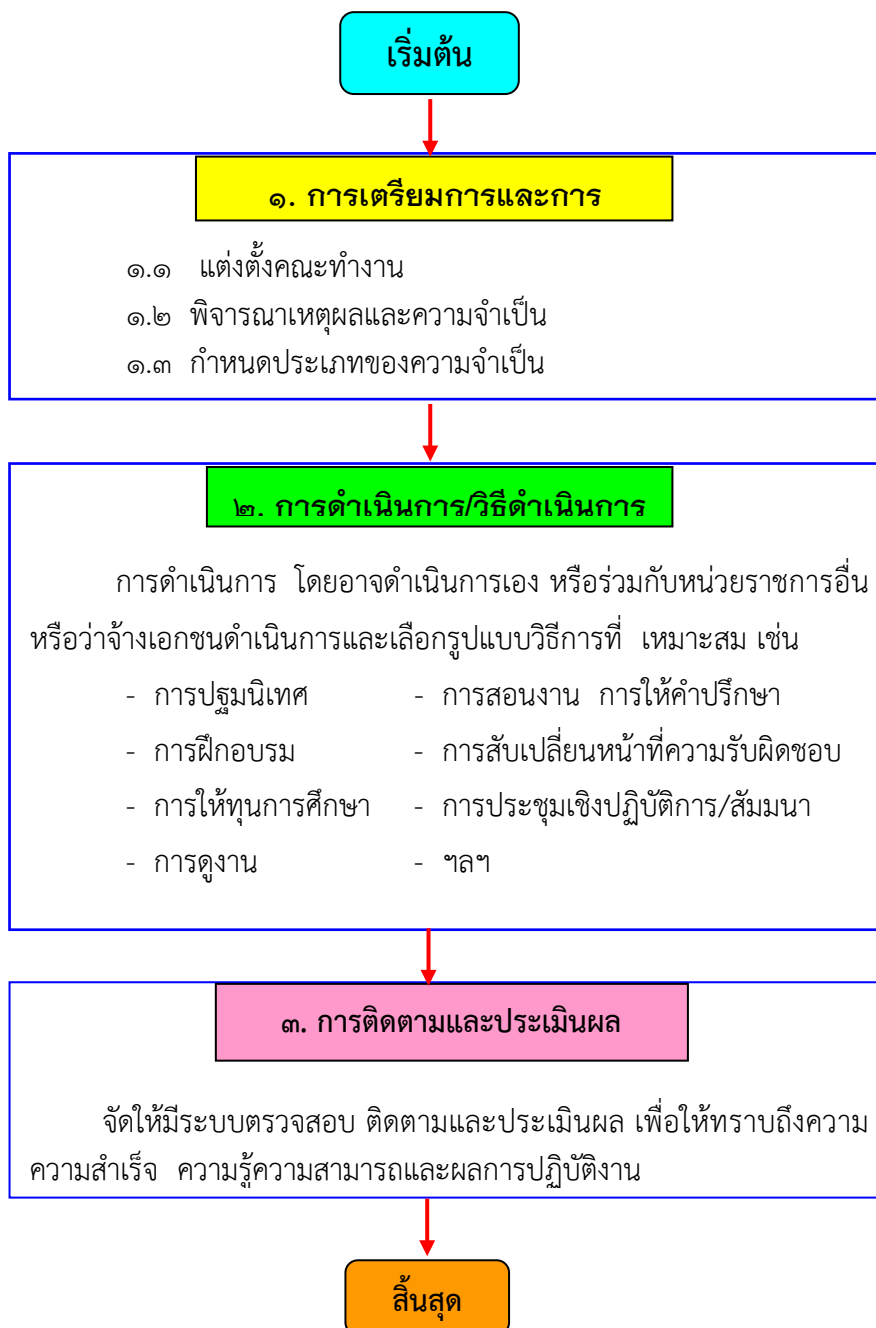 เริ่มต้น
๑. การเตรียมการและการ
๑.๑ แต่งตั้งคณะทำงาน
๑.๒ พิจารณาเหตุผลและความจำเป็น
๑.๓ กำหนดประเภทของความจำเป็น
๒. การดำเนินการ/วิธีดำเนินการ
การดำเนินการ โดยอาจดำเนินการเอง หรือร่วมกับหน่วยราชการอื่น
หรือว่าจ้างเอกชนดำเนินการและเลือกรูปแบบวิธีการที่ เหมาะสม เช่น
- การปฐมนิเทศ - การสอนงาน การให้คำปรึกษา
- การฝึกอบรม - การสับเปลี่ยนหน้าที่ความรับผิดชอบ
- การให้ทุนการศึกษา - การประชุมเชิงปฏิบัติการ/สัมมนา
- การดูงาน - ฯลฯ
๓. การติดตามและประเมินผล
จัดให้มีระบบตรวจสอบ ติดตามและประเมินผล เพื่อให้ทราบถึงความ
ความสำเร็จ ความรู้ความสามารถและผลการปฏิบัติงาน
สิ้นสุด